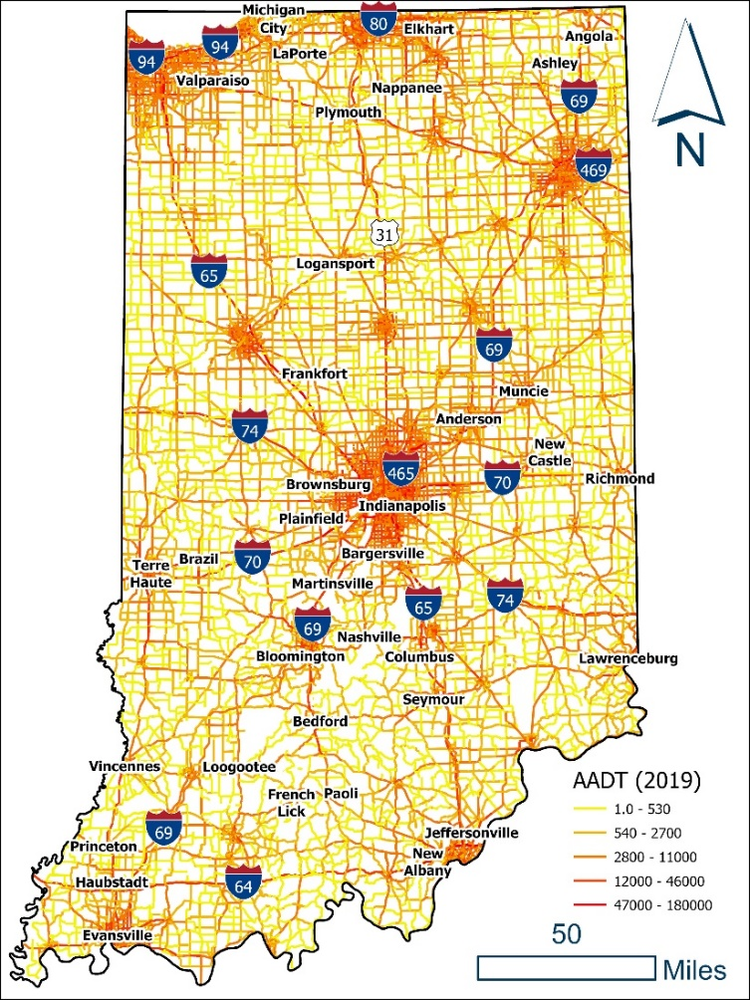 Michigan
City
80
Elkhart
Angola
94
94
LaPorte
Ashley
Valparaiso
Nappanee
69
Plymouth
N
469
31
Logansport
65
69
Frankfort
Muncie
74
Anderson
New
Castle
465
Brownsburg
70
Richmond
Indianapolis
Plainfield
Bargersville
Brazil
70
Terre
Haute
Martinsville
65
74
69
Nashville
Bloomington
Columbus
Lawrenceburg
Seymour
Bedford
Vincennes
Loogootee
AADT (2019)
French
Lick
Paoli
1.0 - 530
69
Jeffersonville
540 - 2700
Princeton
New
Albany
2800 - 11000
Haubstadt
64
12000 - 46000
47000 - 180000
Evansville
50
Miles